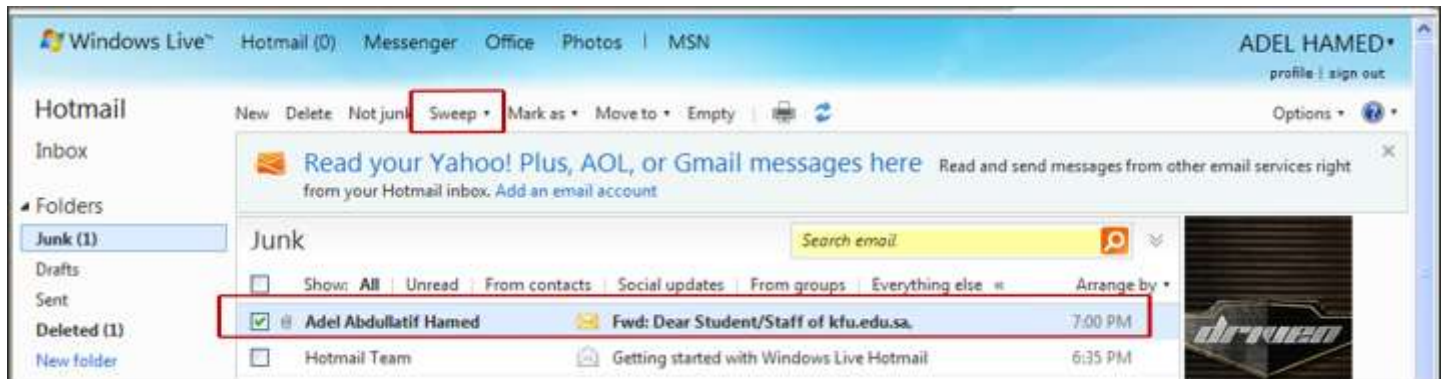 Windows Live™ Hotmail (0) Messenger Office Photos | MSN ADEL HAMED
profile | sign out
Hotmail
New Delete Not junk Sweep Mark as Move to Empty Options
Inbox
Read your Yahoo! Plus, AOL, or Gmail messages here Read and send messages from other email services right
from your Hotmail inbox. Add an email account
Folders
Junk (1)
Junk
Search email
Drafts
Show: All Unread From contacts Social updates From groups Everything else « Arrange by
Sent
Deleted (1)
Adel Abdullatif Hamed Fwd: Dear Student/Staff of kfu.edu.sa, 7:00 PM
driven
New folder
Hotmail Team Getting started with Windows Live Hotmail 6:35 PM